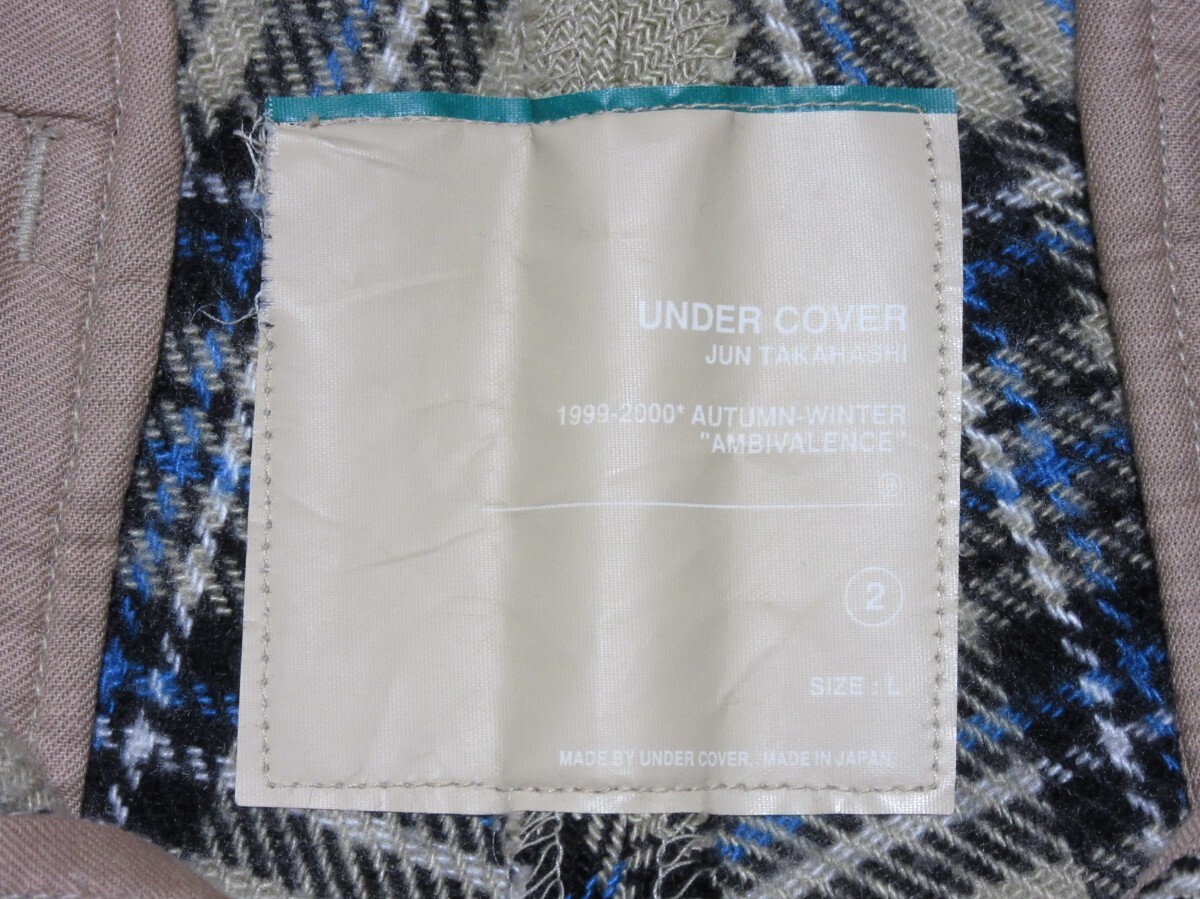 UNDER COVER
JUN TAKAHASHI
1999-2000* AUTUMN-WINTER
"AMBIVALENCE"
②
SIZE : L
MADE BY UNDER COVER. MADE IN JAPAN.